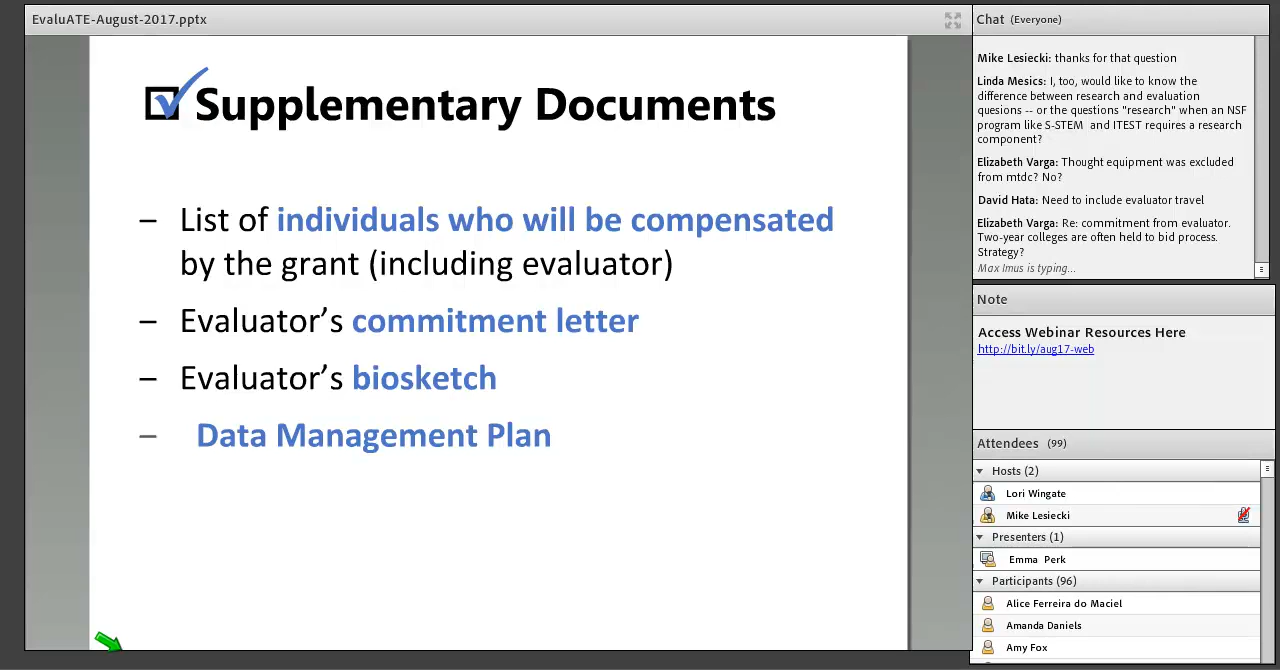 EvaluATE-August-2017.pptx
Supplementary Documents
– List of individuals who will be compensated
by the grant (including evaluator)
– Evaluator’s commitment letter
– Evaluator’s biosketch
– Data Management Plan
Chat (Everyone)
Mike Lesiecki: thanks for that question
Linda Mesics: I, too, would like to know the
difference between research and evaluation
quesions -- or the questions "research" when an NSF
program like S-STEM and ITEST requires a research
component?
Elizabeth Varga: Thought equipment was excluded
from mtdc? No?
David Hata: Need to include evaluator travel
Elizabeth Varga: Re: commitment from evaluator.
Two-year colleges are often held to bid process.
Strategy?
Max Imus is typing...
Note
Access Webinar Resources Here
http://bit.ly/aug17-web
Attendees (99)
Hosts (2)
Lori Wingate
Mike Lesiecki
Presenters (1)
Emma Perk
Participants (96)
Alice Ferreira do Maciel
Amanda Daniels
Amy Fox